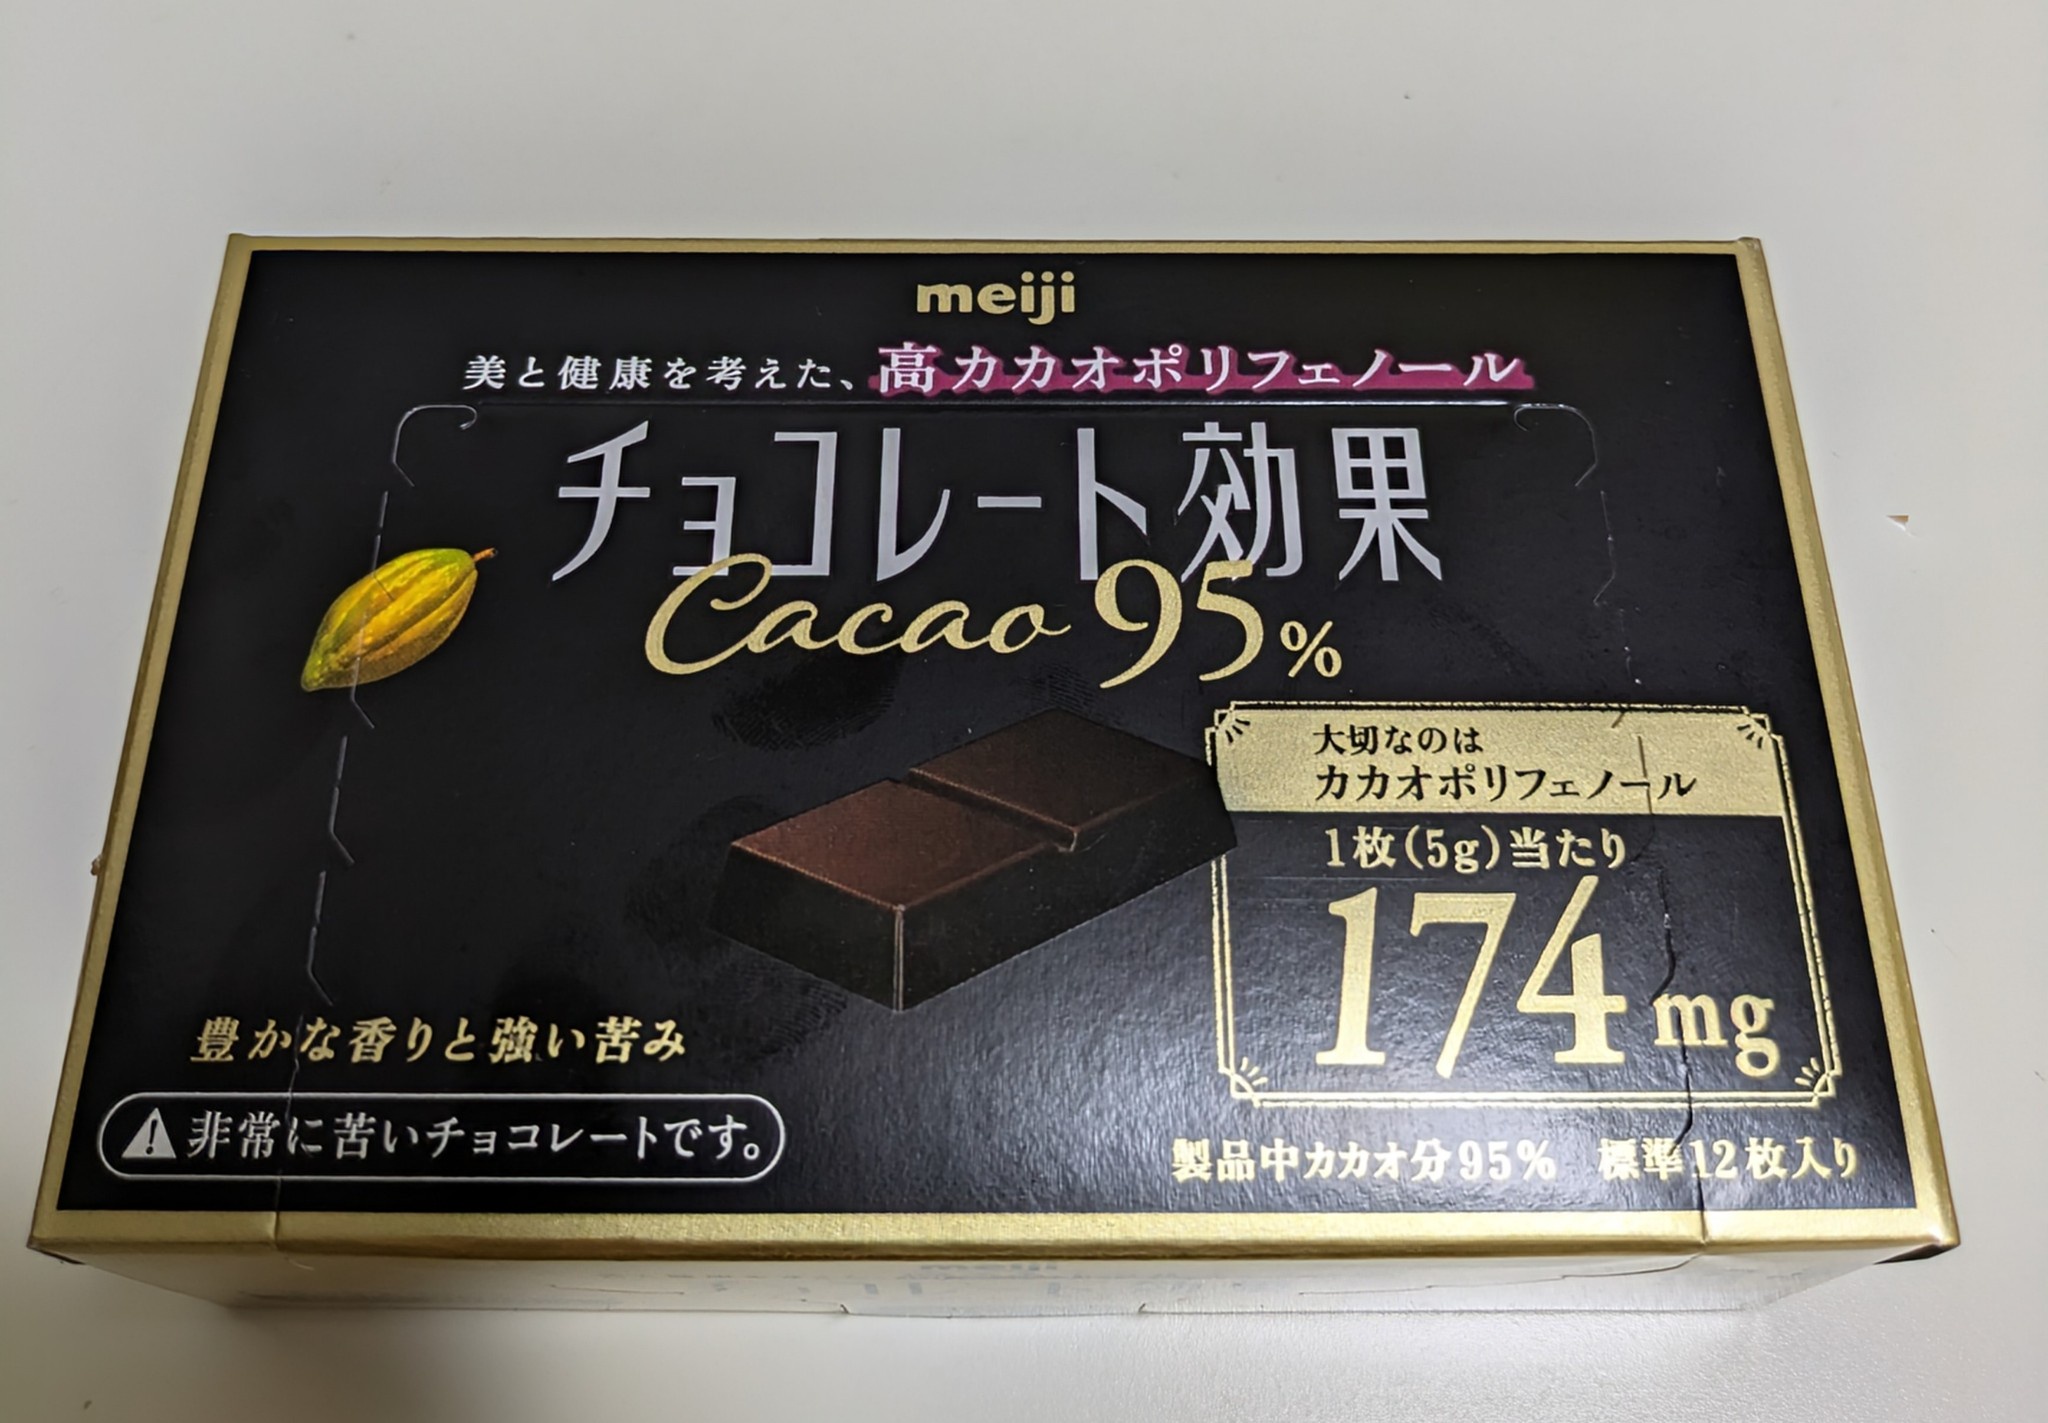 meiji
美と健康を考えた、高カカオポリフェノール
チョコレート効果
Cacao 95%
大切なのは
カカオポリフェノール
1枚(5g)当たり
174mg
豊かな香りと強い苦み
非常に苦いチョコレートです。
製品中カカオ分95% 標準12枚入り
meiji